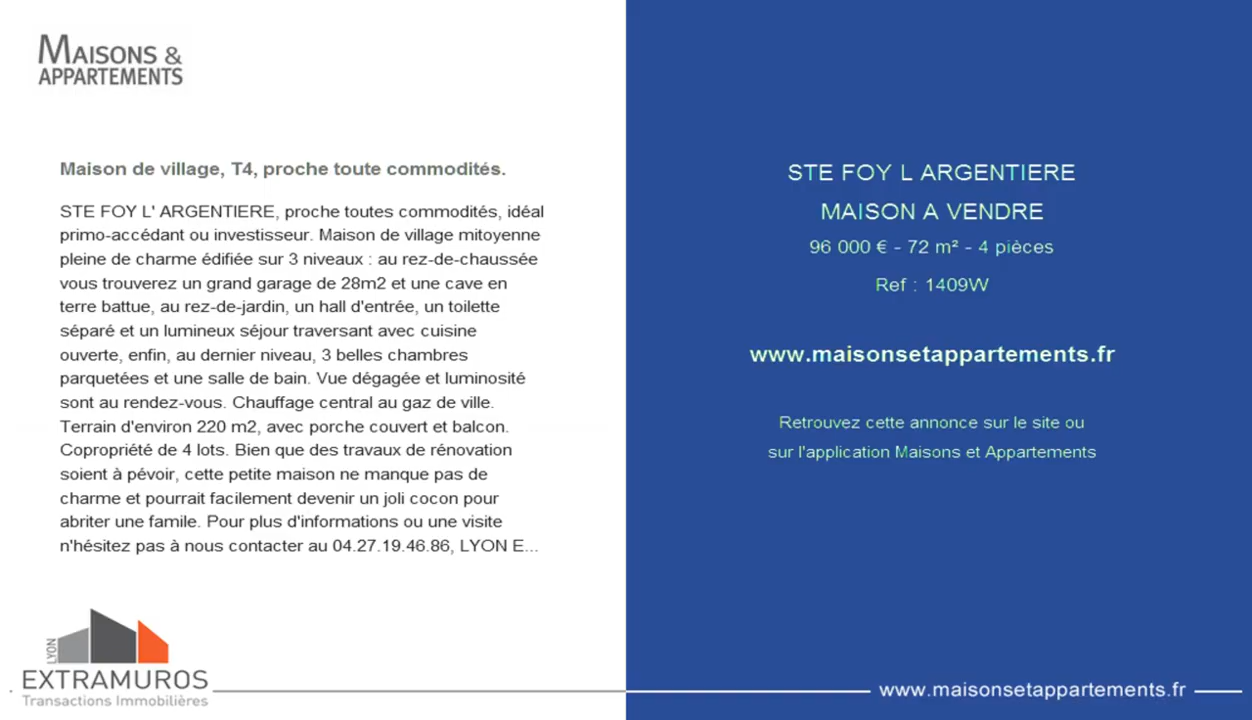 MAISONS &
APPARTEMENTS
Maison de village, T4, proche toute commodités.
STE FOY L' ARGENTIERE, proche toutes commodités, idéal
primo-accédant ou investisseur. Maison de village mitoyenne
pleine de charme édifiée sur 3 niveaux : au rez-de-chaussée
vous trouverez un grand garage de 28m2 et une cave en
terre battue, au rez-de-jardin, un hall d'entrée, un toilette
séparé et un lumineux séjour traversant avec cuisine
ouverte, enfin, au dernier niveau, 3 belles chambres
parquetées et une salle de bain. Vue dégagée et luminosité
sont au rendez-vous. Chauffage central au gaz de ville.
Terrain d'environ 220 m2, avec porche couvert et balcon.
Copropriété de 4 lots. Bien que des travaux de rénovation
soient à pévoir, cette petite maison ne manque pas de
charme et pourrait facilement devenir un joli cocon pour
abriter une famile. Pour plus d'informations ou une visite
n'hésitez pas à nous contacter au 04.27.19.46.86, LYON E...
LYON
EXTRAMUROS
Transactions Immobilières
STE FOY L ARGENTIERE
MAISON A VENDRE
96 000 € - 72 m² - 4 pièces
Ref : 1409W
www.maisonsetappartements.fr
Retrouvez cette annonce sur le site ou
sur l'application Maisons et Appartements
www.maisonsetappartements.fr